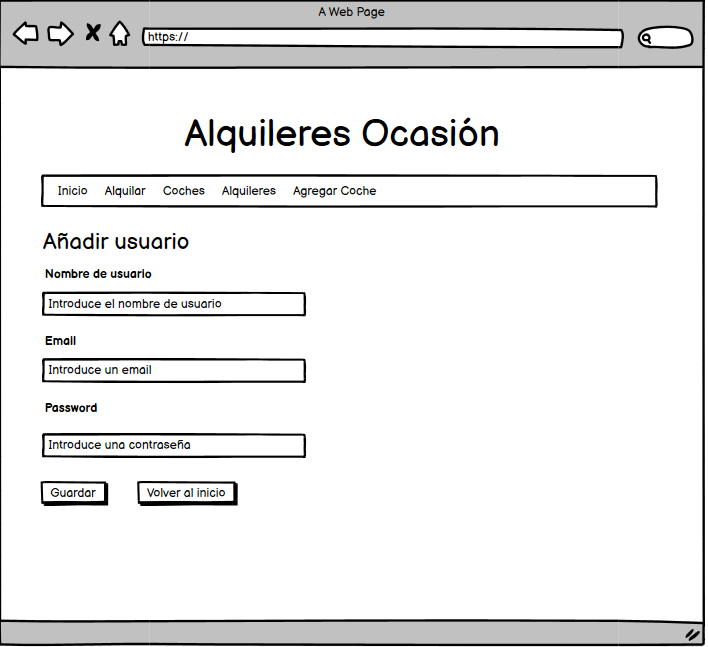 A Web Page
https://
Alquileres Ocasión
Inicio Alquilar Coches Alquileres Agregar Coche
Añadir usuario
Nombre de usuario
Introduce el nombre de usuario
Email
Introduce un email
Password
Introduce una contraseña
Guardar Volver al inicio